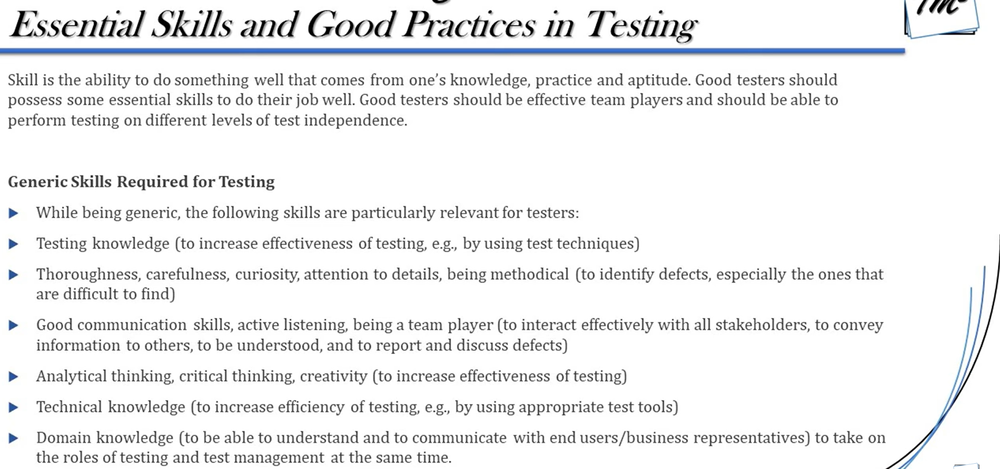 Essential Skills and Good Practices in Testing
Skill is the ability to do something well that comes from one's knowledge, practice and aptitude. Good testers should
possess some essential skills to do their job well. Good testers should be effective team players and should be able to
perform testing on different levels of test independence.
Generic Skills Required for Testing
While being generic, the following skills are particularly relevant for testers:
Testing knowledge (to increase effectiveness of testing, e.g., by using test techniques)
Thoroughness, carefulness, curiosity, attention to details, being methodical (to identify defects, especially the ones that
are difficult to find)
Good communication skills, active listening, being a team player (to interact effectively with all stakeholders, to convey
information to others, to be understood, and to report and discuss defects)
Analytical thinking, critical thinking, creativity (to increase effectiveness of testing)
Technical knowledge (to increase efficiency of testing, e.g., by using appropriate test tools)
Domain knowledge (to be able to understand and to communicate with end users/business representatives) to take on
the roles of testing and test management at the same time.